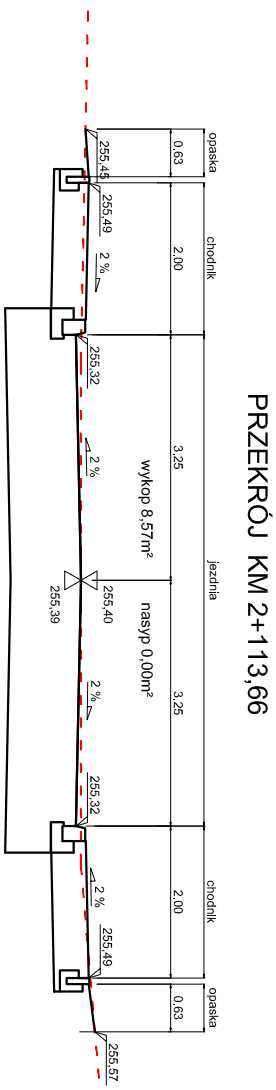 PRZEKRÓJ KM 2+113,66
opaska
chodnik
jezdnia
chodnik
opaska
0,63
2,00
3,25
3,25
2,00
0,63
wykop 8,57m²
nasyp 0,00m²
255,45
255,49
2 %
255,32
2 %
255,40
255,39
2 %
255,32
2 %
255,49
255,57